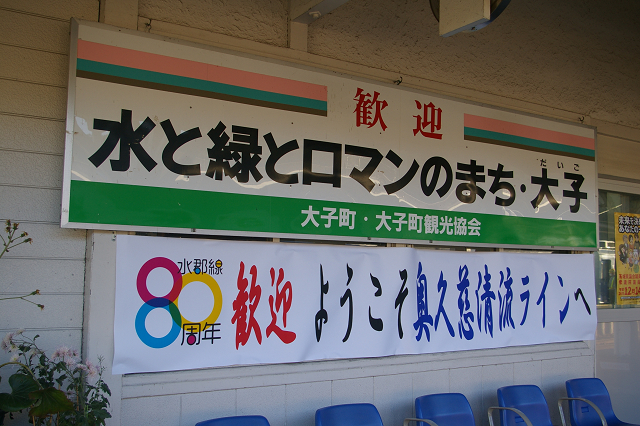 歓迎
だいご
水と緑とロマンのまち・大子
大子町・大子町観光協会
水郡線
80
周年
歓迎 ようこそ奥久慈清流ラインへ